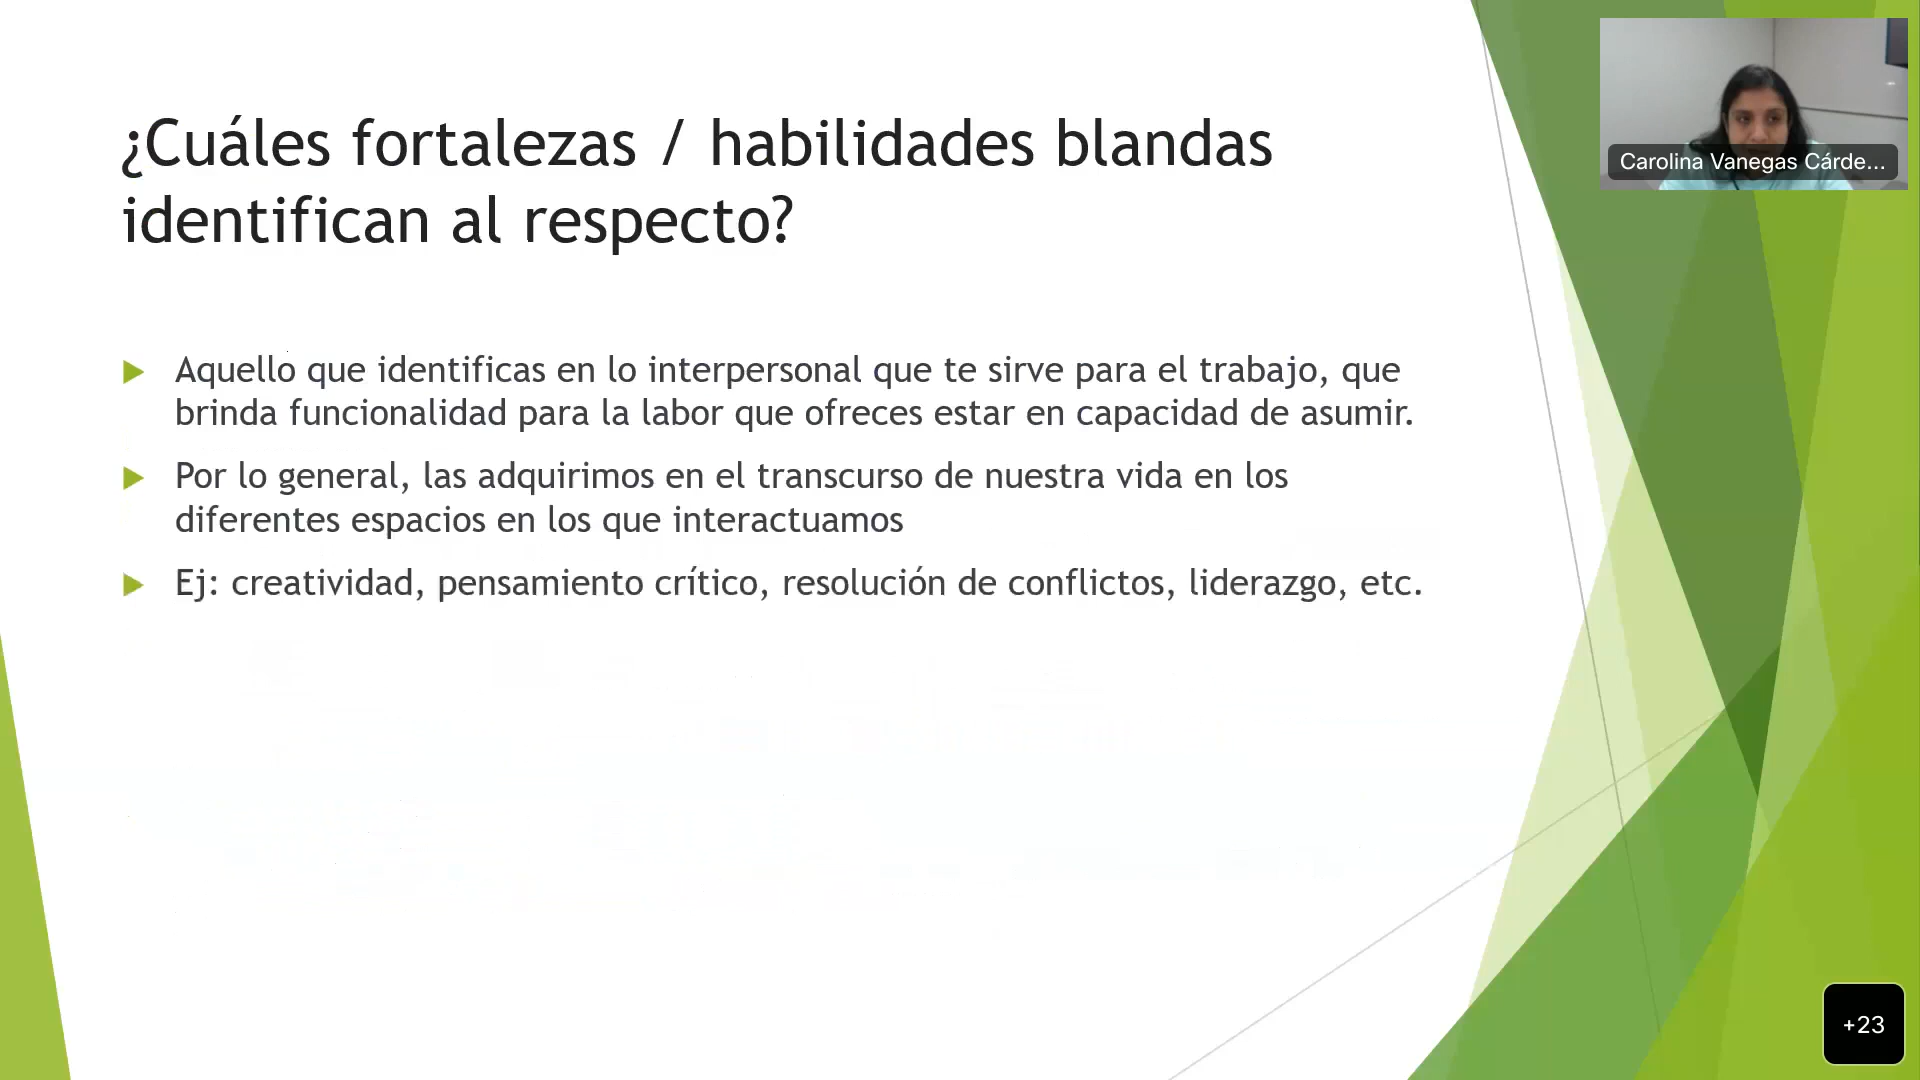 ¿Cuáles fortalezas / habilidades blandas
identifican al respecto?
Carolina Vanegas Cárde...
Aquello que identificas en lo interpersonal que te sirve para el trabajo, que
brinda funcionalidad para la labor que ofreces estar en capacidad de asumir.
Por lo general, las adquirimos en el transcurso de nuestra vida en los
diferentes espacios en los que interactuamos
Ej: creatividad, pensamiento crítico, resolución de conflictos, liderazgo, etc.
+23